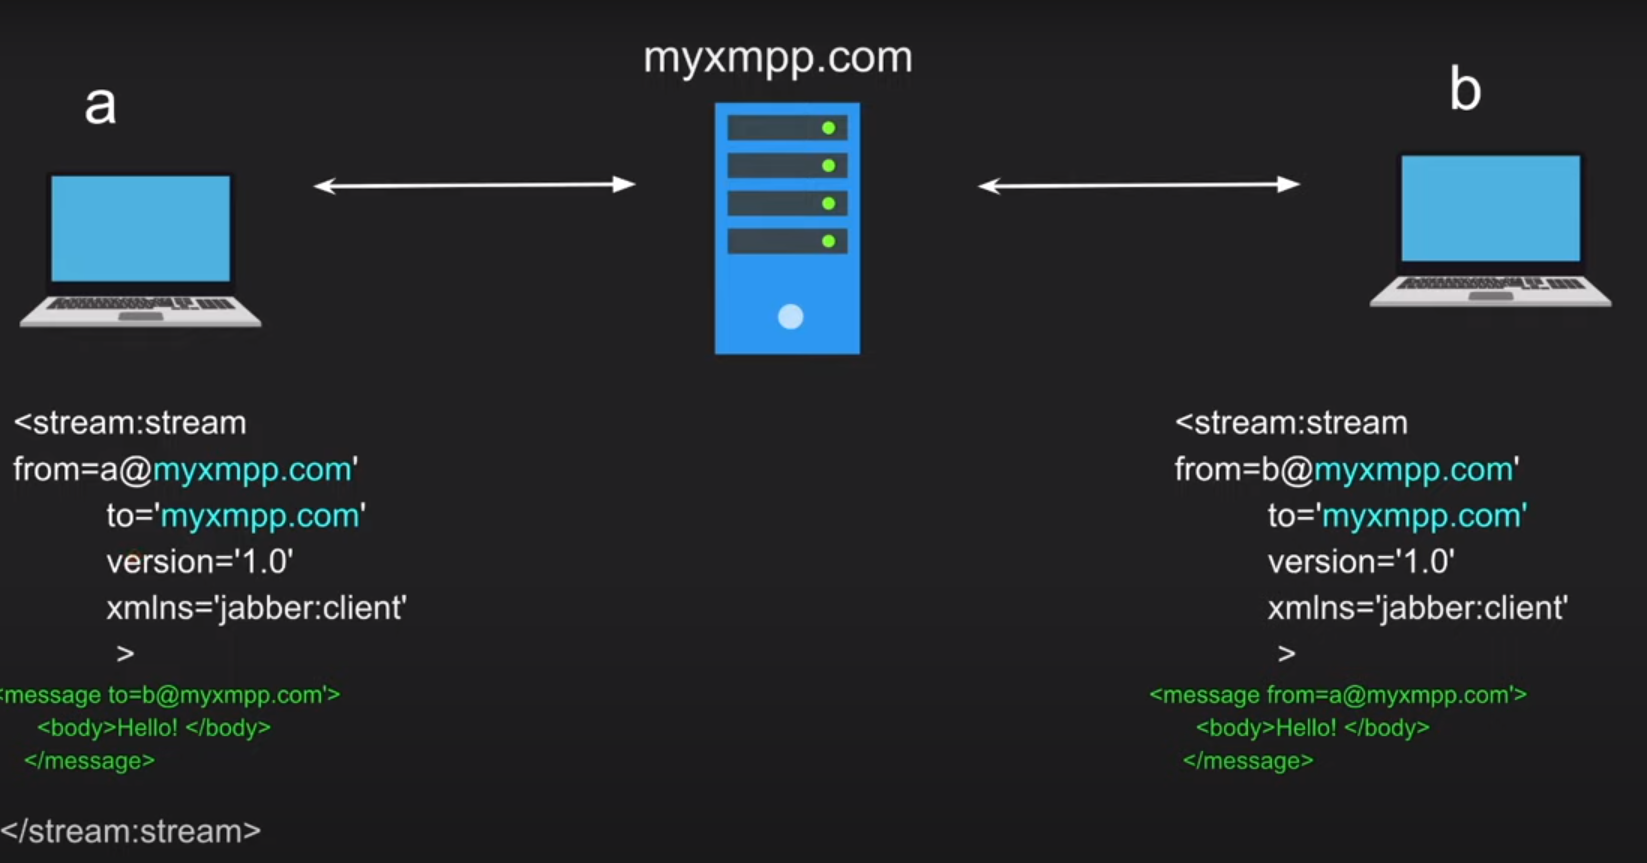 myxmpp.com
a
b
<stream:stream
from=a@myxmpp.com'
to='myxmpp.com'
version='1.0'
xmlns='jabber:client'
>
<message to=b@myxmpp.com'>
<body>Hello! </body>
</message>
</stream:stream>
<stream:stream
from=b@myxmpp.com'
to='myxmpp.com'
version='1.0'
xmlns='jabber:client'
>
<message from=a@myxmpp.com'>
<body>Hello! </body>
</message>